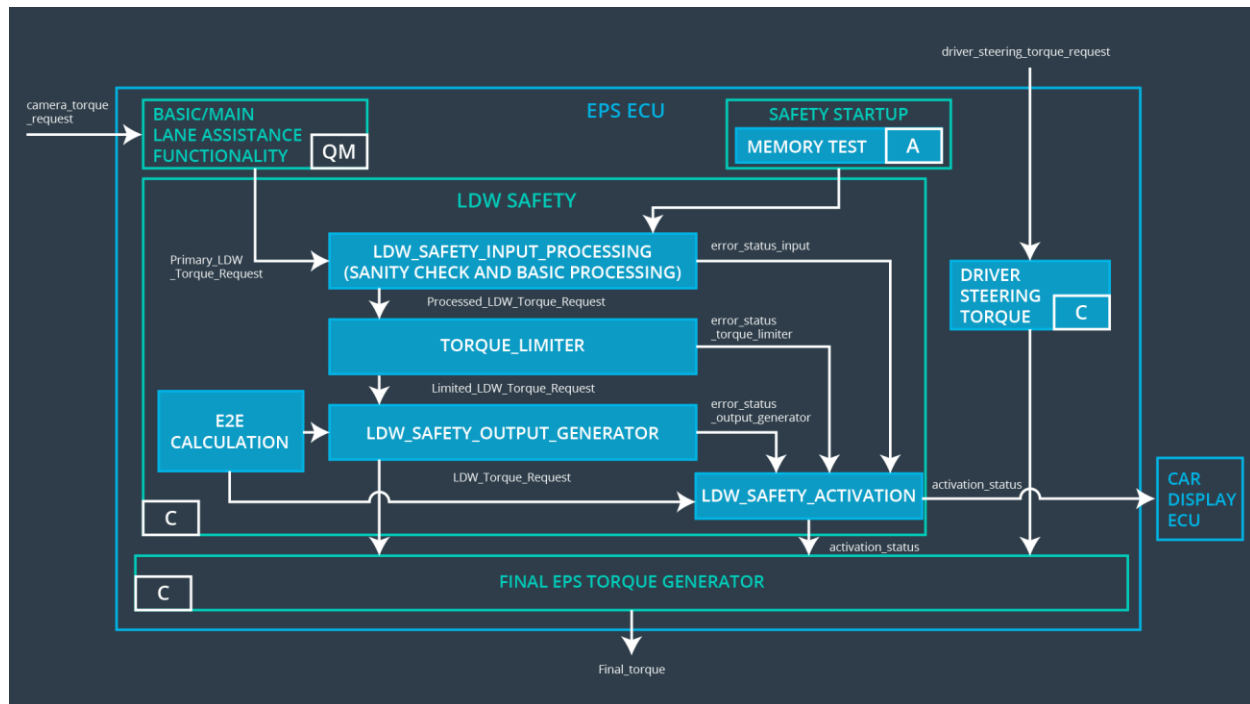 driver_steering_torque_request
camera_torque
_request
EPS ECU
BASIC/MAIN
LANE ASSISTANCE
FUNCTIONALITY
QM
SAFETY STARTUP
MEMORY TEST
A
LDW SAFETY
Primary_LDW
_Torque_Request
LDW_SAFETY_INPUT_PROCESSING
(SANITY CHECK AND BASIC PROCESSING)
error_status_input
DRIVER
STEERING
TORQUE
C
Processed_LDW_Torque_Request
TORQUE_LIMITER
error_status
_torque_limiter
Limited_LDW_Torque_Request
E2E
CALCULATION
LDW_SAFETY_OUTPUT_GENERATOR
error_status
_output_generator
LDW_Torque_Request
LDW_SAFETY_ACTIVATION
activation_status
CAR
DISPLAY
ECU
C
activation_status
FINAL EPS TORQUE GENERATOR
C
Final_torque